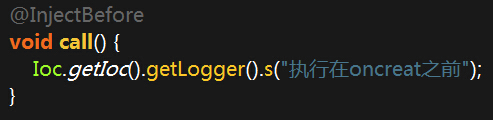 @InjectBefore
void call() {
Ioc.getIoc().getLogger().s("执行在oncreat之前");
}